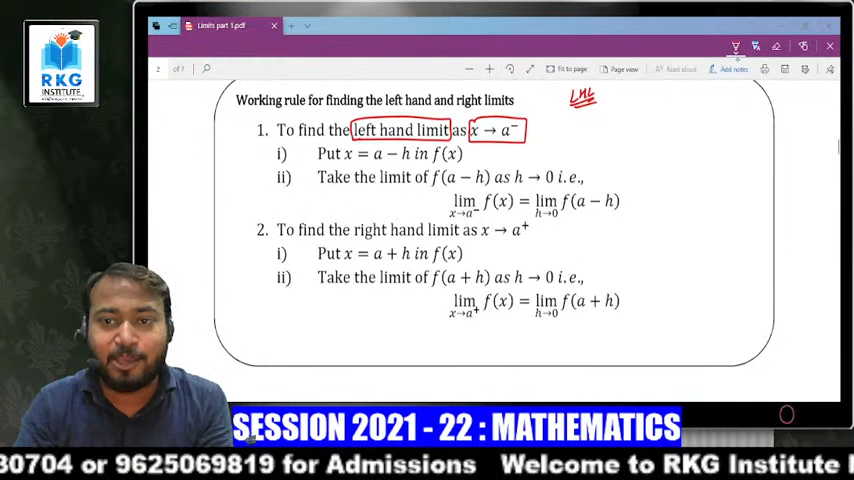 Limits part 1.pdf
2 of 7
Fit to page
Page view
Read aloud
Add notes
RKG
INSTITUTE
Working rule for finding the left hand and right limits
LHL
1. To find the left hand limit as x → a⁻
i) Put x = a − h in f(x)
ii) Take the limit of f(a − h) as h → 0 i.e.,
lim x→a⁻ f(x) = lim h→0 f(a − h)
2. To find the right hand limit as x → a⁺
i) Put x = a + h in f(x)
ii) Take the limit of f(a + h) as h → 0 i.e.,
lim x→a⁺ f(x) = lim h→0 f(a + h)
SESSION 2021 - 22 : MATHEMATICS
30704 or 9625069819 for Admissions Welcome to RKG Institute